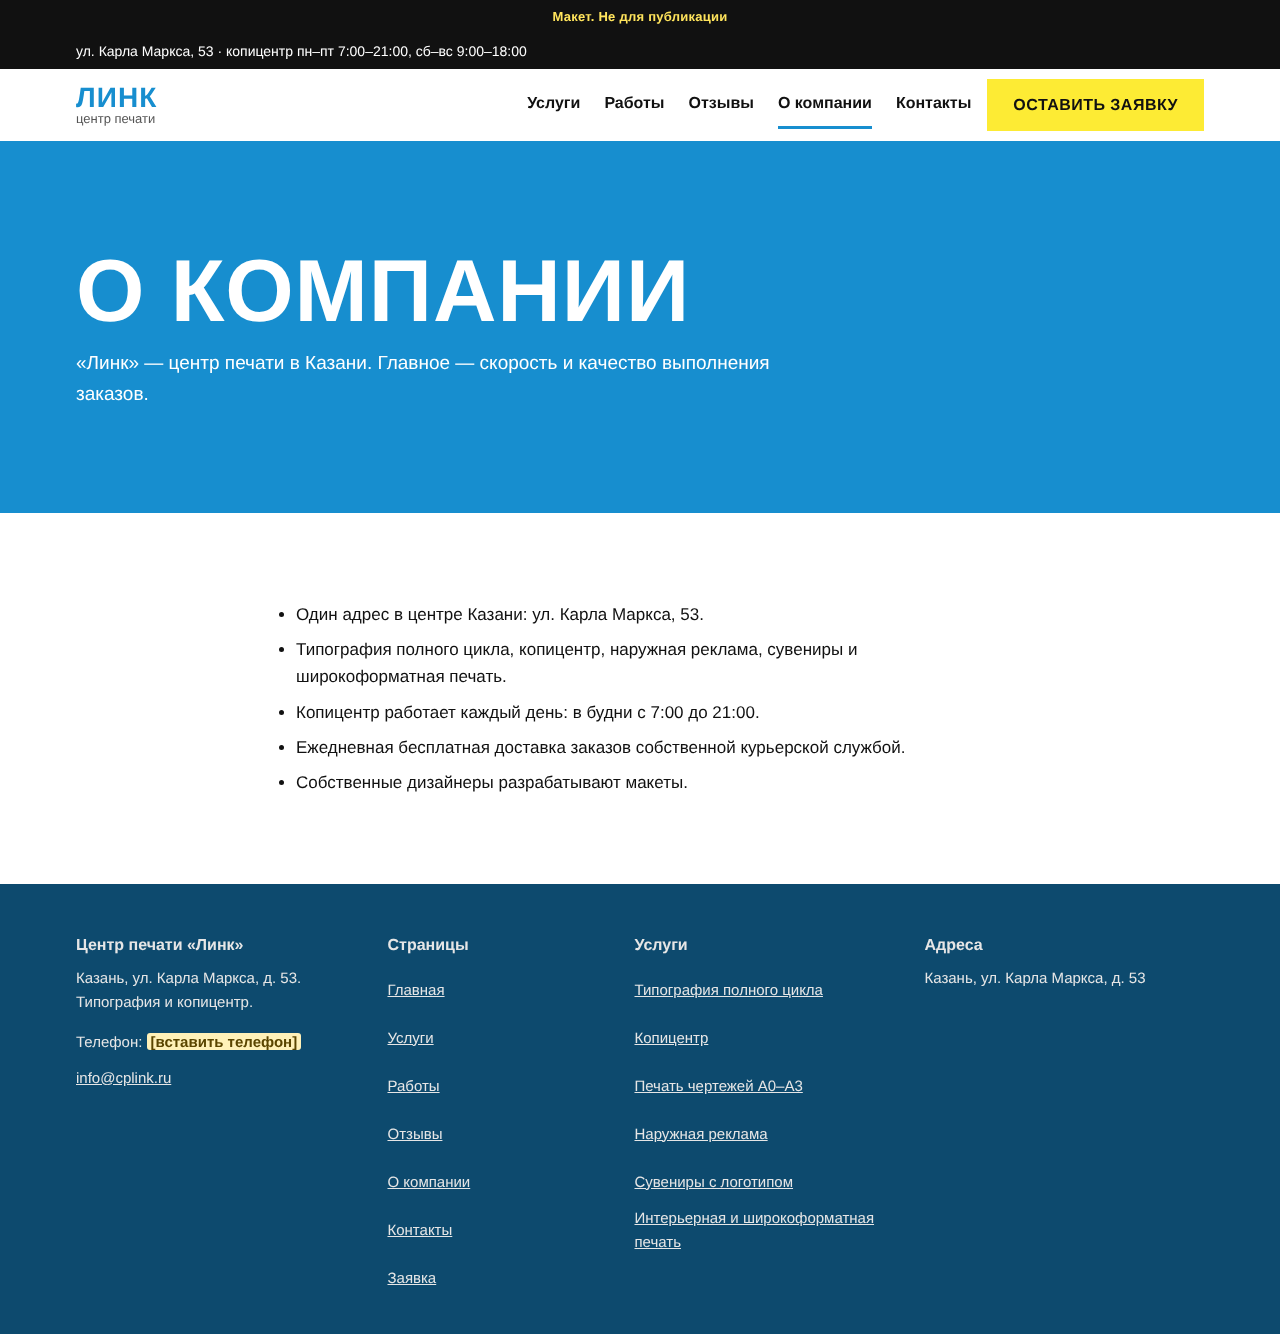 Макет. Не для публикации
ул. Карла Маркса, 53 · копицентр пн–пт 7:00–21:00, сб–вс 9:00–18:00
ЛИНК
центр печати
Услуги Работы Отзывы О компании Контакты ОСТАВИТЬ ЗАЯВКУ
О КОМПАНИИ
«Линк» — центр печати в Казани. Главное — скорость и качество выполнения
заказов.
Один адрес в центре Казани: ул. Карла Маркса, 53.
Типография полного цикла, копицентр, наружная реклама, сувениры и
широкоформатная печать.
Копицентр работает каждый день: в будни с 7:00 до 21:00.
Ежедневная бесплатная доставка заказов собственной курьерской службой.
Собственные дизайнеры разрабатывают макеты.
Центр печати «Линк»
Казань, ул. Карла Маркса, д. 53.
Типография и копицентр.
Телефон: [вставить телефон]
info@cplink.ru
Страницы
Главная
Услуги
Работы
Отзывы
О компании
Контакты
Заявка
Услуги
Типография полного цикла
Копицентр
Печать чертежей А0–А3
Наружная реклама
Сувениры с логотипом
Интерьерная и широкоформатная
печать
Адреса
Казань, ул. Карла Маркса, д. 53